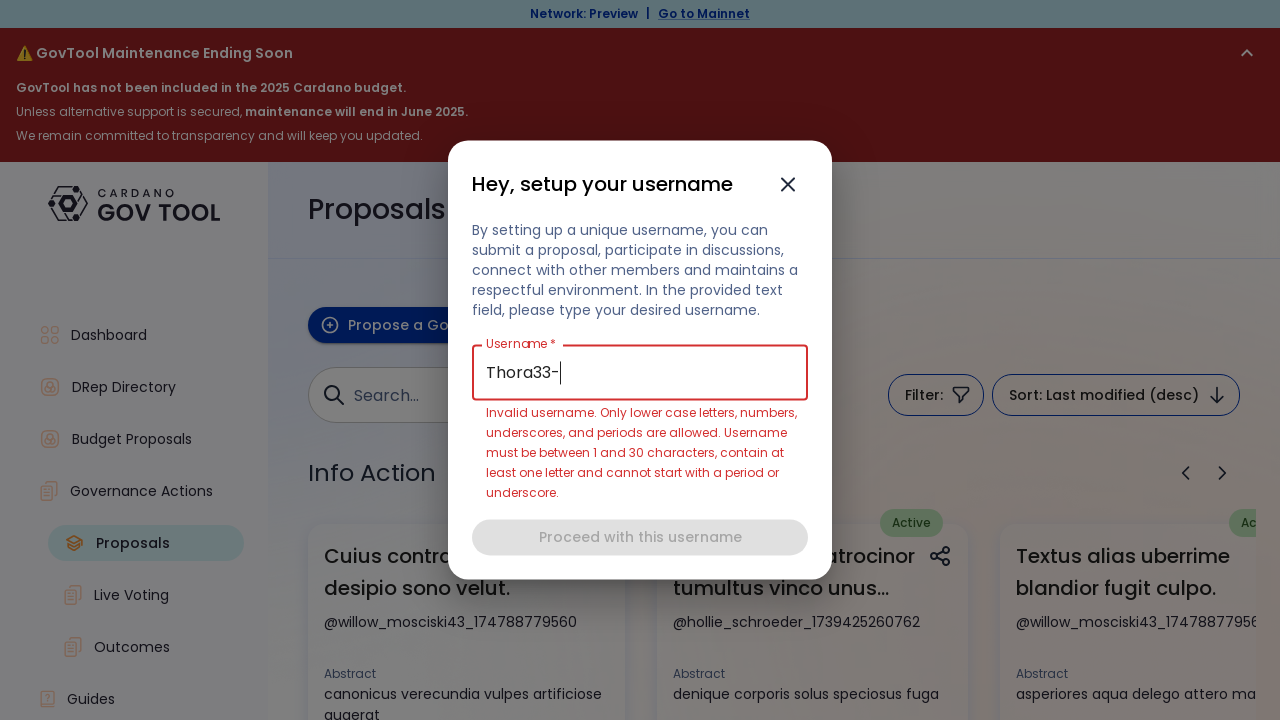 Network: Preview | Go to Mainnet
⚠️ GovTool Maintenance Ending Soon
GovTool has not been included in the 2025 Cardano budget.
Unless alternative support is secured, maintenance will end in June 2025.
We remain committed to transparency and will keep you updated.
CARDANO
GOV TOOL
Dashboard
DRep Directory
Budget Proposals
Governance Actions
Proposals
Live Voting
Outcomes
Guides
Proposals
Propose a Go
Search...
Filter:
Sort: Last modified (desc)
Info Action
Hey, setup your username
By setting up a unique username, you can
submit a proposal, participate in discussions,
connect with other members and maintains a
respectful environment. In the provided text
field, please type your desired username.
Username *
Thora33-
Invalid username. Only lower case letters, numbers,
underscores, and periods are allowed. Username
must be between 1 and 30 characters, contain at
least one letter and cannot start with a period or
underscore.
Proceed with this username
Cuius contr
desipio sono velut.
@willow_mosciski43_174788779560
Abstract
canonicus verecundia vulpes artificiose
augerat
Active
atrocinor
tumultus vinco unus...
@hollie_schroeder_1739425260762
Abstract
denique corporis solus speciosus fuga
Ac
Textus alias uberrime
blandior fugit culpo.
@willow_mosciski43_17478877956
Abstract
asperiores aqua delego attero ma